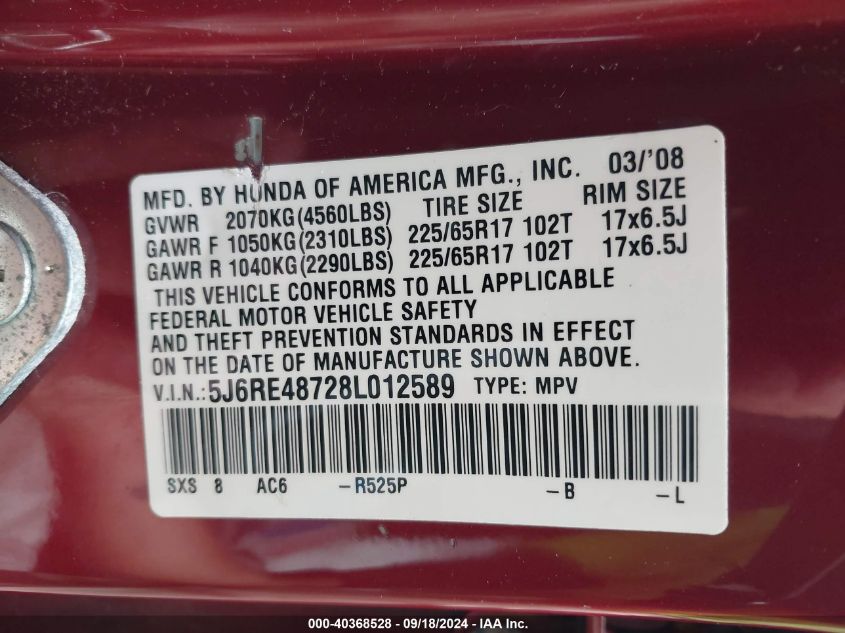 MFD. BY HONDA OF AMERICA MFG., INC. 03/'08
GVWR 2070KG(4560LBS) TIRE SIZE RIM SIZE
GAWR F 1050KG(2310LBS) 225/65R17 102T 17x6.5J
GAWR R 1040KG(2290LBS) 225/65R17 102T 17x6.5J
THIS VEHICLE CONFORMS TO ALL APPLICABLE
FEDERAL MOTOR VEHICLE SAFETY
AND THEFT PREVENTION STANDARDS IN EFFECT
ON THE DATE OF MANUFACTURE SHOWN ABOVE.
V.I.N.:5J6RE48728L012589 TYPE: MPV
SXS 8 AC6 -R525P -B -L
000-40368528 - 09/18/2024 - IAA Inc.